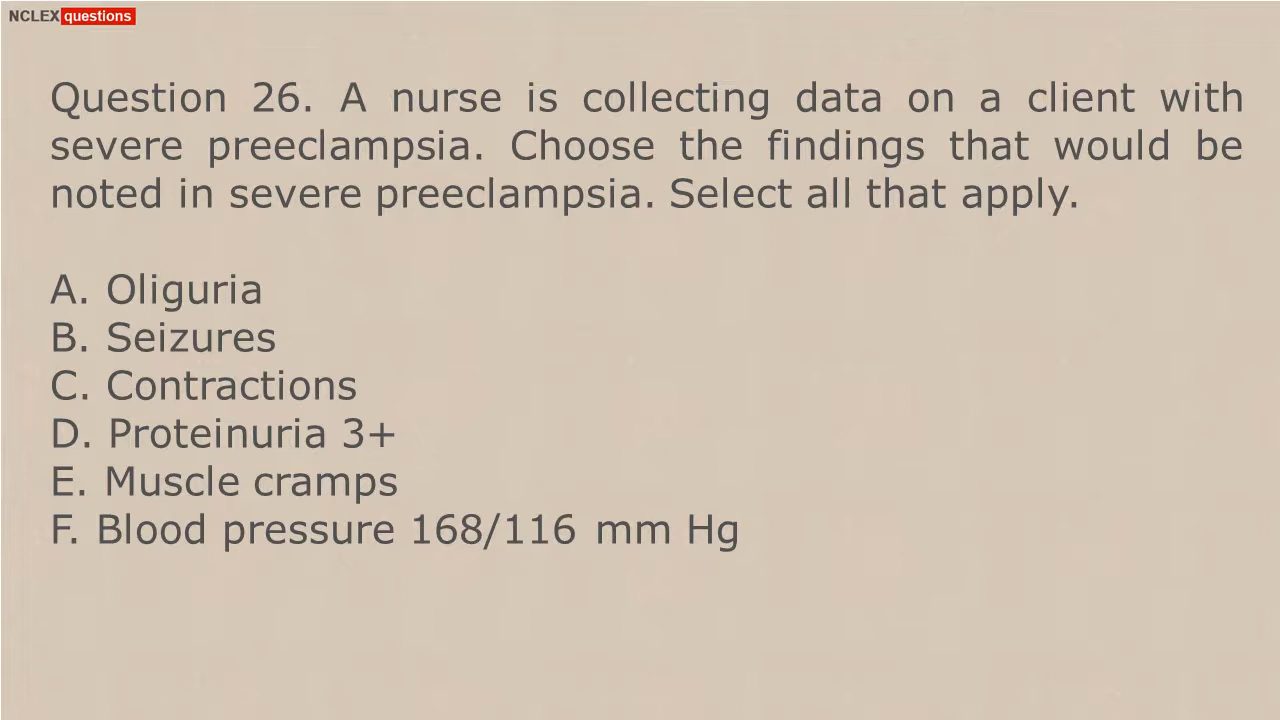 NCLEX questions
Question 26. A nurse is collecting data on a client with
severe preeclampsia. Choose the findings that would be
noted in severe preeclampsia. Select all that apply.
A. Oliguria
B. Seizures
C. Contractions
D. Proteinuria 3+
E. Muscle cramps
F. Blood pressure 168/116 mm Hg